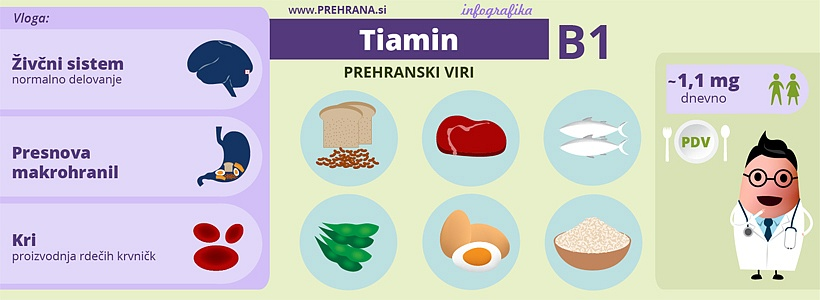 Vloga:
Živčni sistem
normalno delovanje
Presnova
makrohranil
Kri
proizvodnja rdečih krvničk
www.PREHRANA.si
infografika
Tiamin
B1
PREHRANSKI VIRI
~1,1 mg
dnevno
PDV